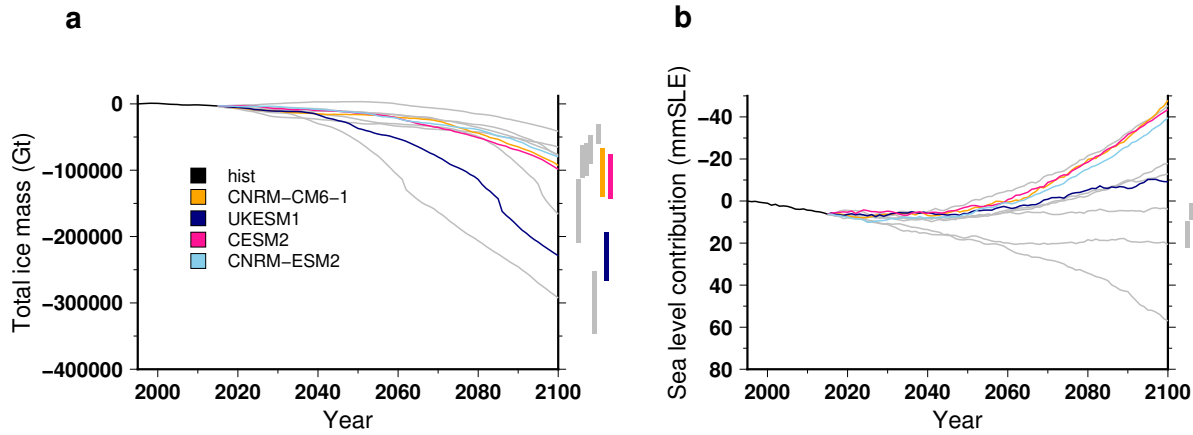 a
Total ice mass (Gt)
0
−100000
−200000
−300000
−400000
hist
CNRM−CM6−1
UKESM1
CESM2
CNRM−ESM2
2000 2020 2040 2060 2080 2100
Year
b
Sea level contribution (mmSLE)
−40
−20
0
20
40
60
80
2000 2020 2040 2060 2080 2100
Year